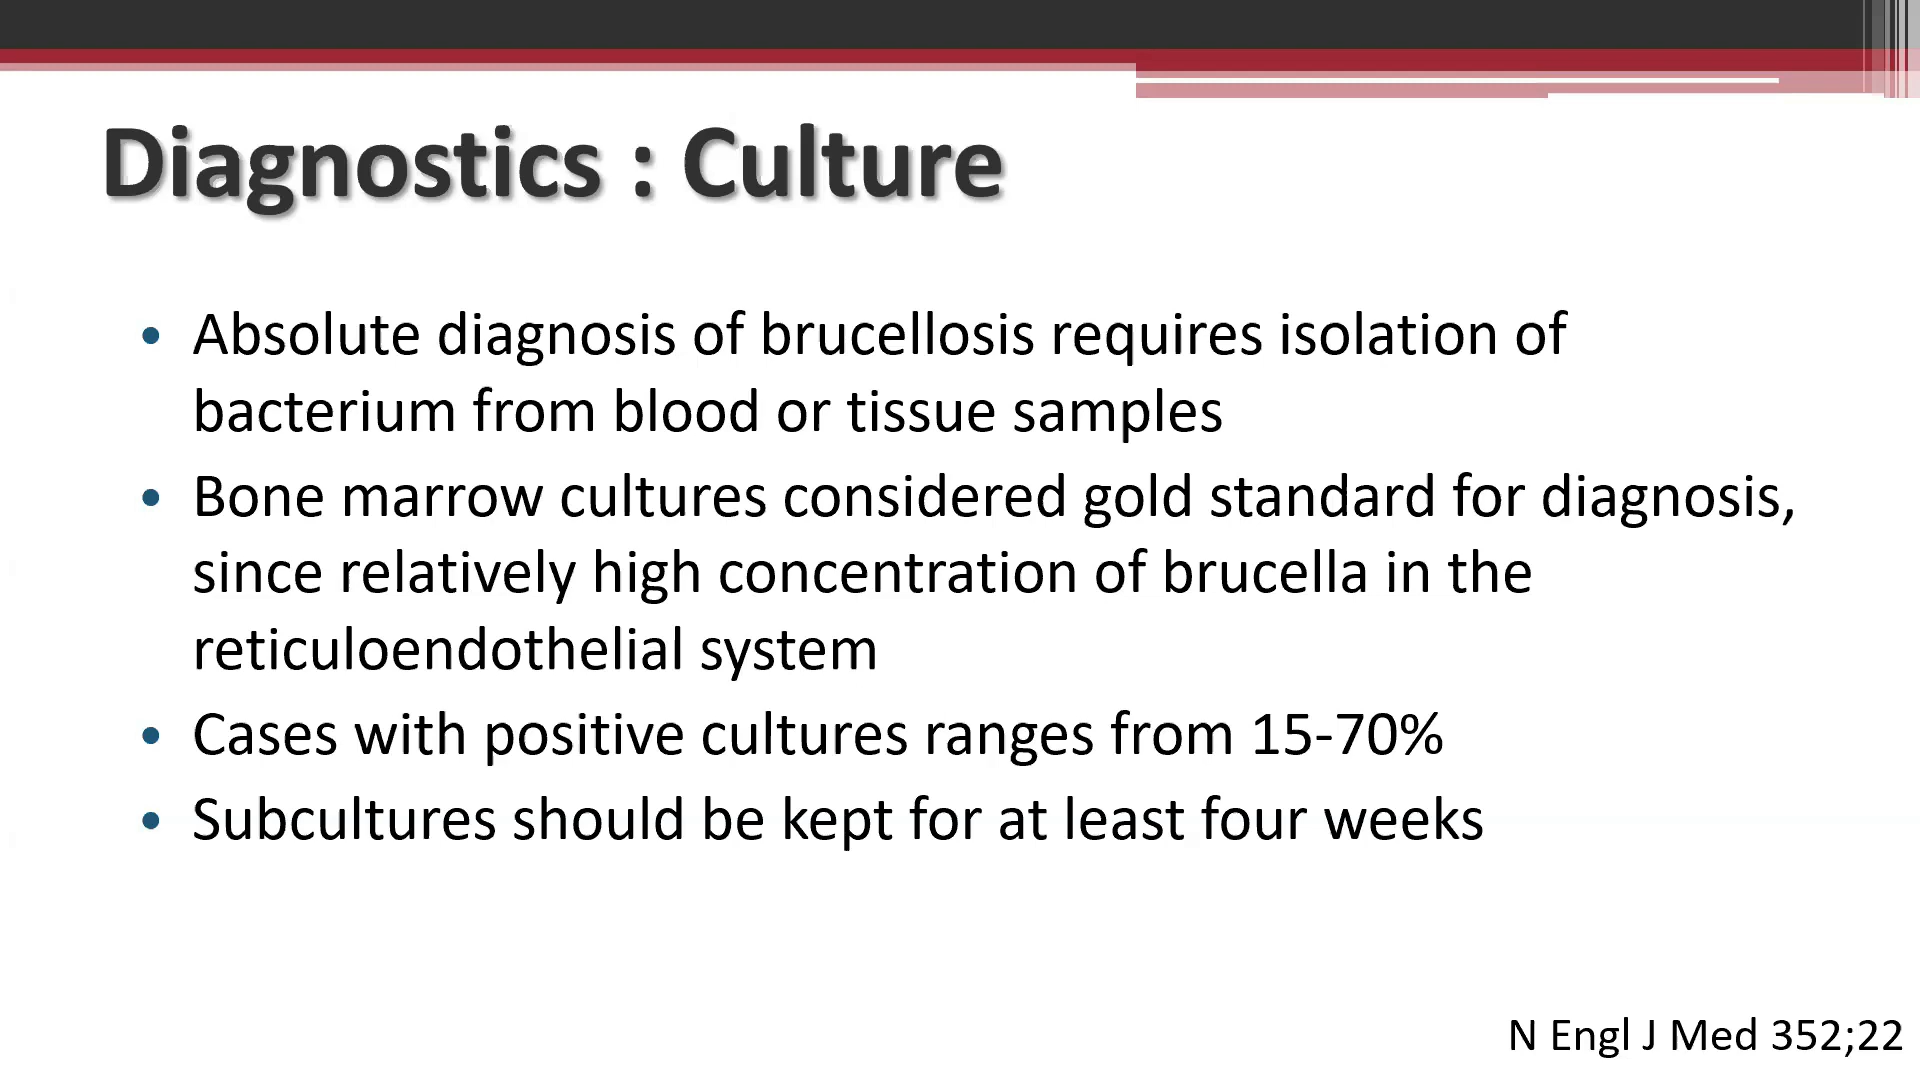 Diagnostics : Culture
• Absolute diagnosis of brucellosis requires isolation of
bacterium from blood or tissue samples
• Bone marrow cultures considered gold standard for diagnosis,
since relatively high concentration of brucella in the
reticuloendothelial system
• Cases with positive cultures ranges from 15-70%
• Subcultures should be kept for at least four weeks
N Engl J Med 352;22